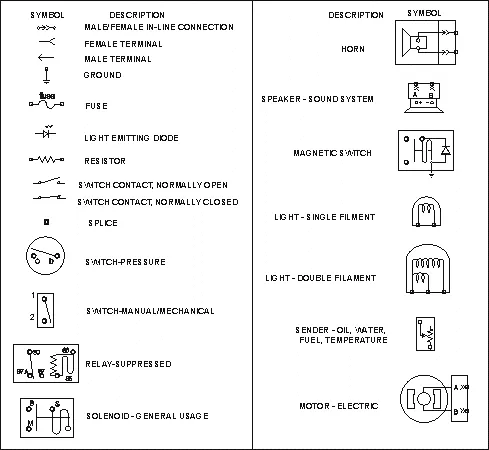 SYMBOL DESCRIPTION
MALE/FEMALE IN-LINE CONNECTION
FEMALE TERMINAL
MALE TERMINAL
GROUND
fuse
FUSE
LIGHT EMITTING DIODE
RESISTOR
SWITCH CONTACT, NORMALLY OPEN
SWITCH CONTACT, NORMALLY CLOSED
SPLICE
SWITCH-PRESSURE
1
2
SWITCH-MANUAL/MECHANICAL
RELAY-SUPPRESSED
87A 87
85
B S
M
SOLENOID-GENERAL USAGE
DESCRIPTION SYMBOL
HORN
SPEAKER - SOUND SYSTEM
A B
MAGNETIC SWITCH
LIGHT - SINGLE FILMENT
LIGHT - DOUBLE FILAMENT
SENDER - OIL, WATER,
FUEL, TEMPERATURE
MOTOR - ELECTRIC
A
B